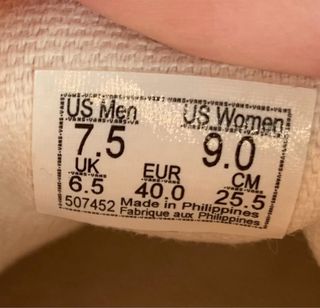 US Men US Women
7.5 9.0
UK EUR CM
6.5 40.0 25.5
507452 Made in Philippines
Fabrique aux Philippines